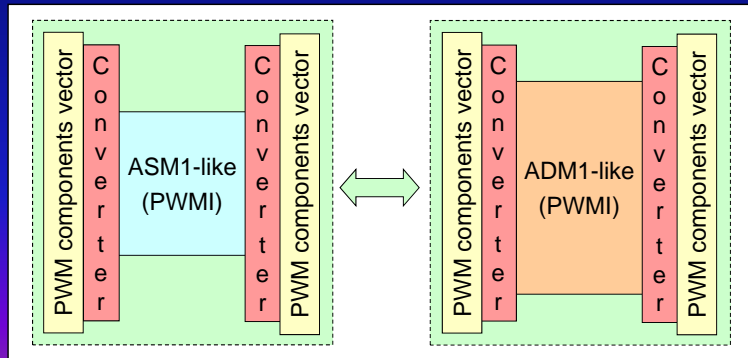 PWM components vector
Converter
ASM1-like
(PWMI)
Converter
PWM components vector
PWM components vector
Converter
ADM1-like
(PWMI)
Converter
PWM components vector